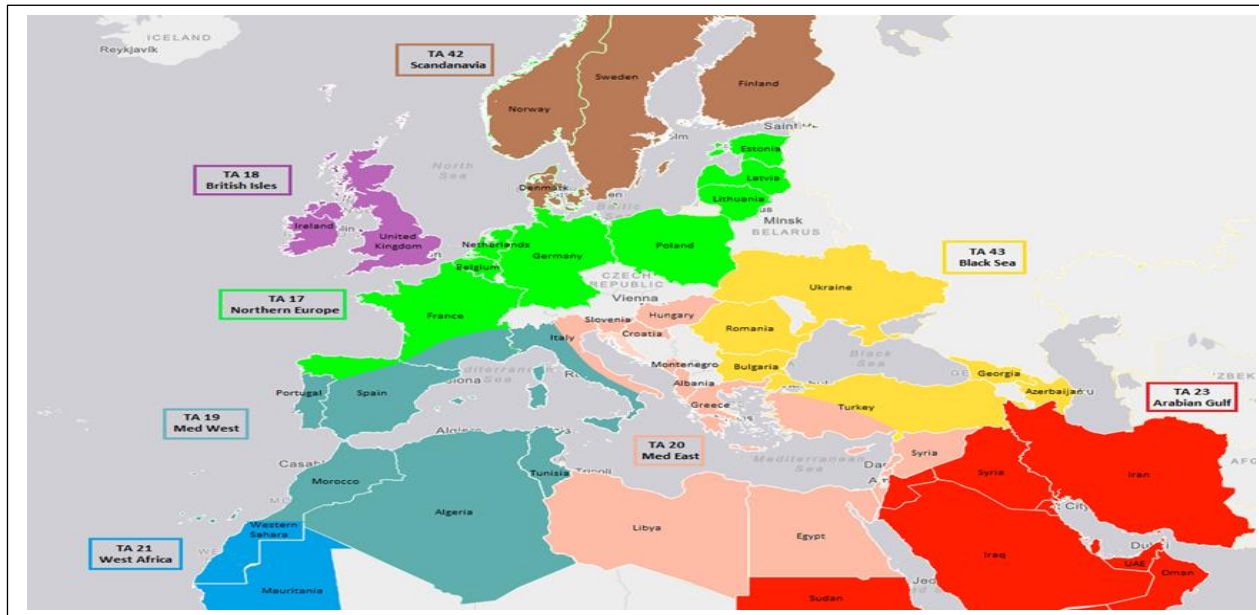 ICELAND
Reykjavík
TA 42
Scandanavia
Sweden
Finland
Norway
Estonia
North
Sea
TA 18
British Isles
Latvia
Denmark
Lithuania
Baltic
Sea
Minsk
BELARUS
Ireland
United
Kingdom
Netherlands
Poland
Germany
TA 43
Black Sea
Belgium
CZECH
REPUBLIC
Ukraine
Vienna
TA 17
Northern Europe
France
Hungary
Slovenia
Romania
Croatia
Italy
Black
Sea
Montenegro
Bulgaria
Georgia
Albania
Azerbaijan
Portugal
Spain
Greece
Turkey
TA 23
Arabian Gulf
TA 19
Med West
TA 20
Med East
Syria
Mediterranean
Sea
Tunisia
Syria
Iran
Morocco
Algeria
Libya
Egypt
Iraq
Western
Sahara
TA 21
West Africa
UAE
Oman
Mauritania
Sudan